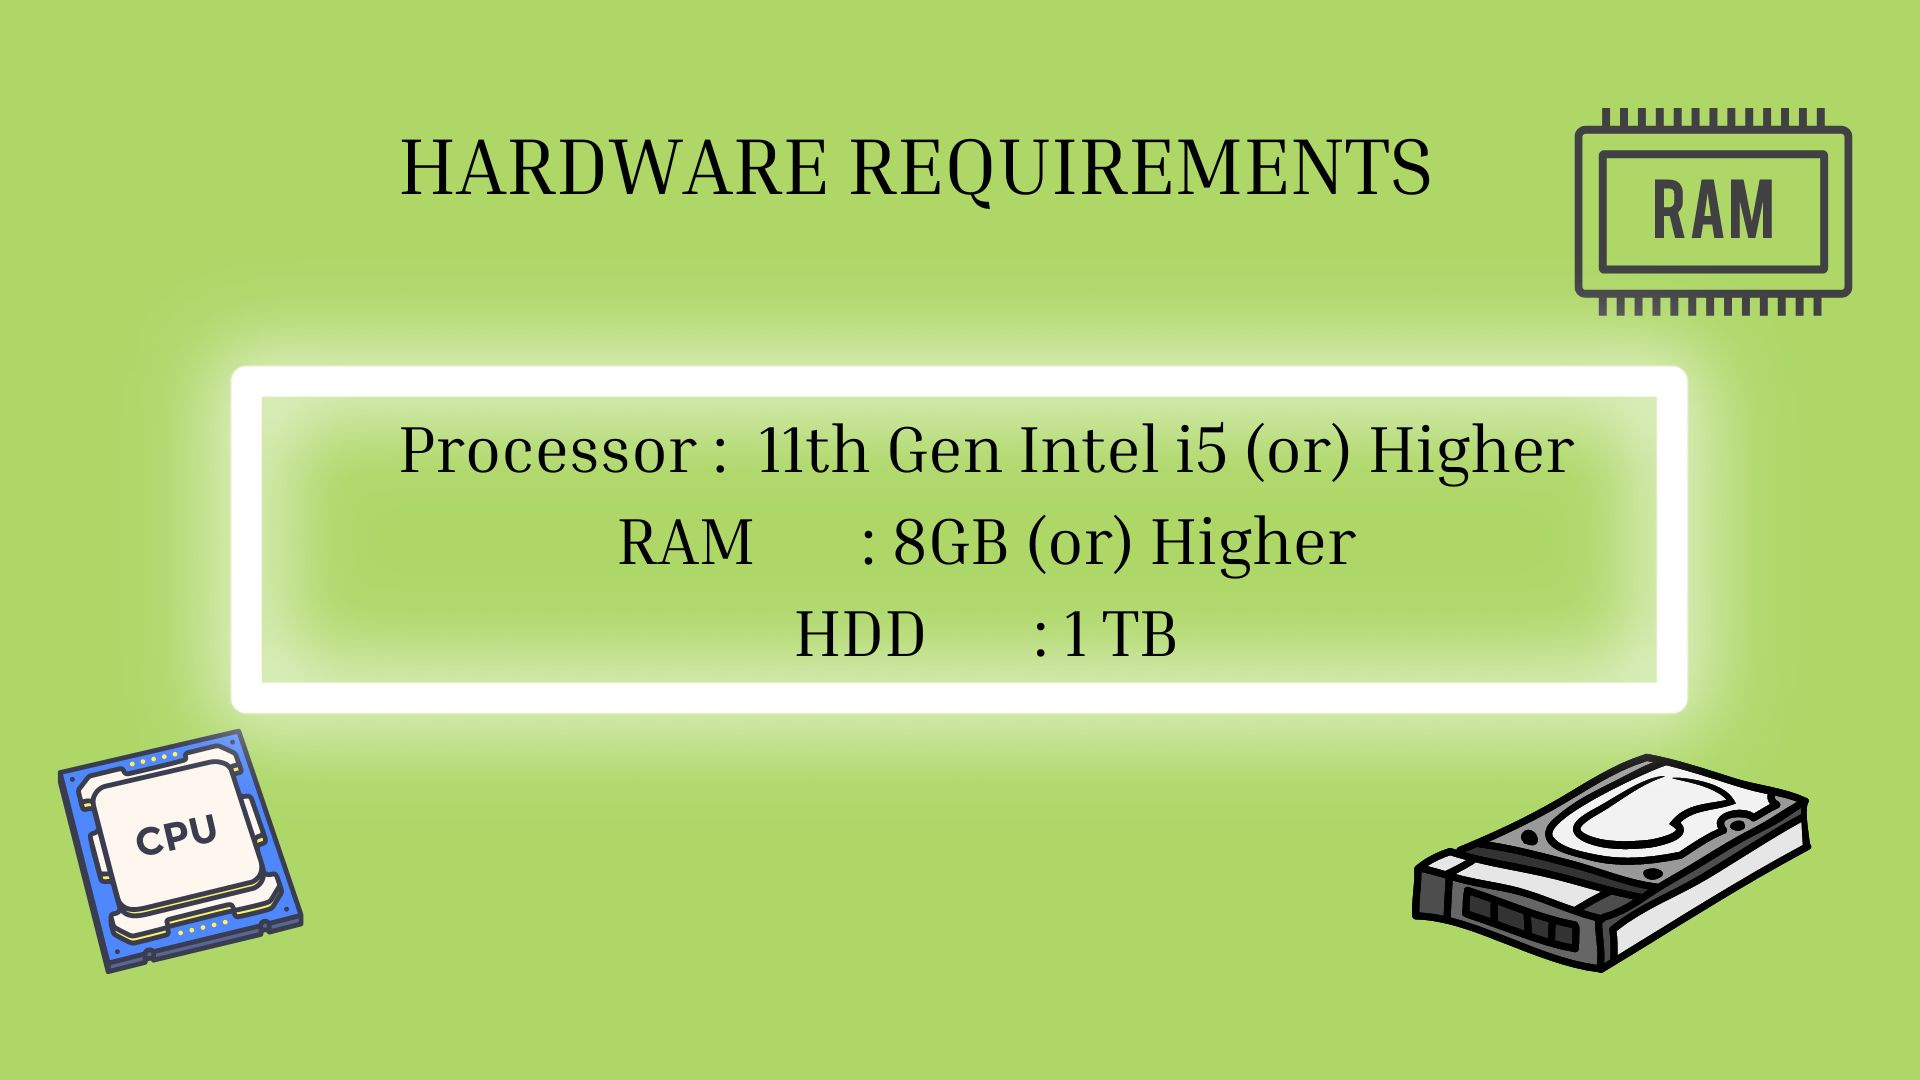 HARDWARE REQUIREMENTS
RAM
Processor : 11th Gen Intel i5 (or) Higher
RAM : 8GB (or) Higher
HDD : 1 TB
CPU